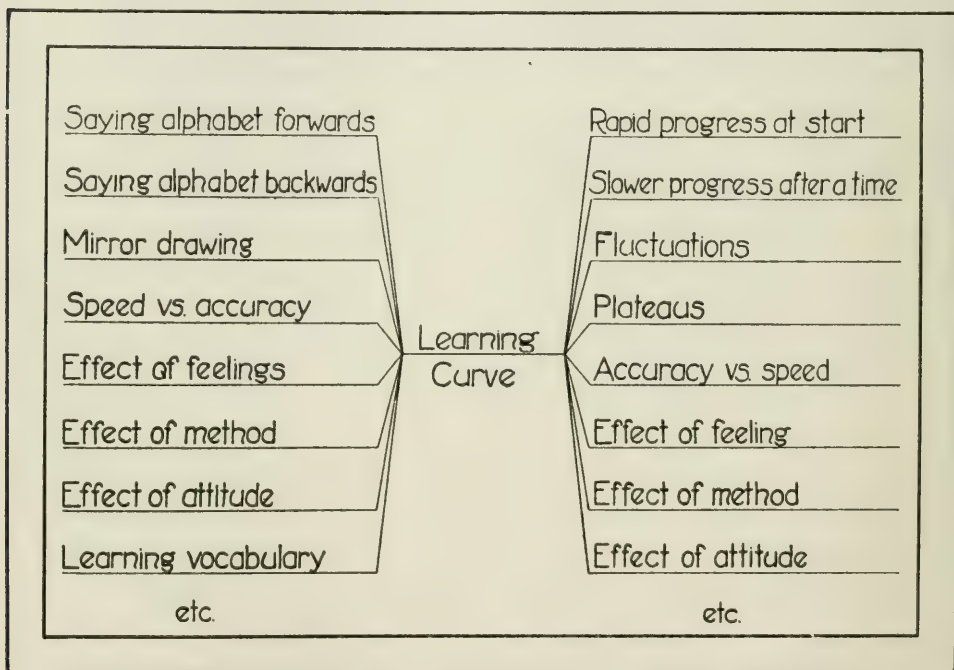 Saying alphabet forwards
Saying alphabet backwards
Mirror drawing
Speed vs. accuracy
Effect of feelings
Effect of method
Effect of attitude
Learning vocabulary
etc.
Learning
Curve
Rapid progress at start
Slower progress after a time
Fluctuations
Plateaus
Accuracy vs. speed
Effect of feeling
Effect of method
Effect of attitude
etc.